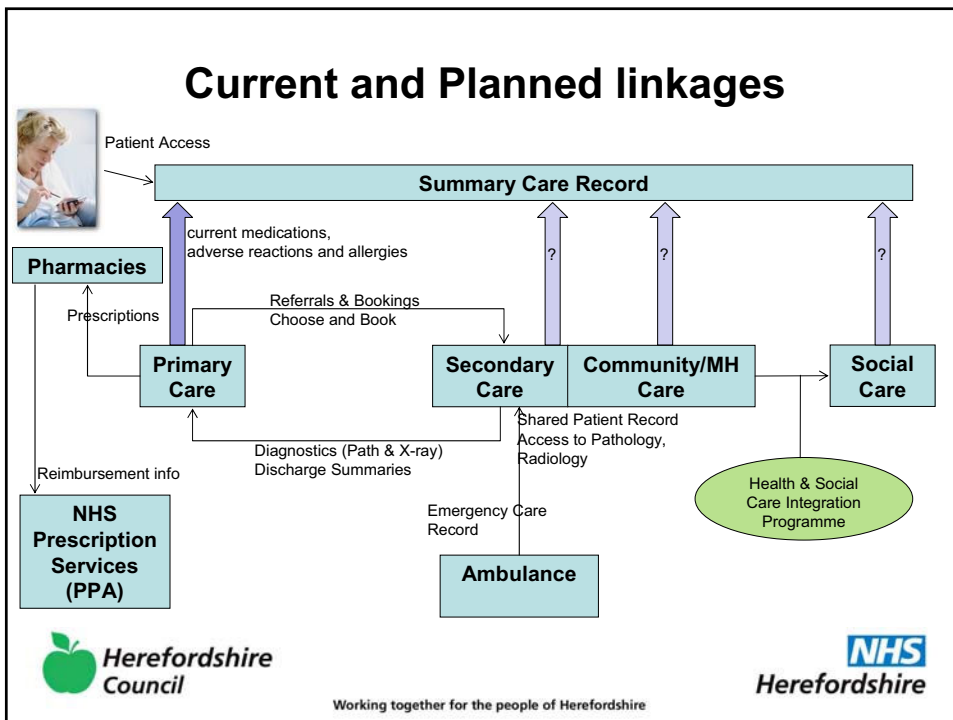 Current and Planned linkages
Patient Access
Summary Care Record
current medications,
adverse reactions and allergies
?
?
?
Pharmacies
Prescriptions
Referrals & Bookings
Choose and Book
Primary
Care
Secondary
Care
Community/MH
Care
Social
Care
Diagnostics (Path & X-ray)
Discharge Summaries
Shared Patient Record
Access to Pathology,
Radiology
Reimbursement info
Health & Social
Care Integration
Programme
NHS
Prescription
Services
(PPA)
Emergency Care
Record
Ambulance
Herefordshire
Council
Working together for the people of Herefordshire
NHS
Herefordshire